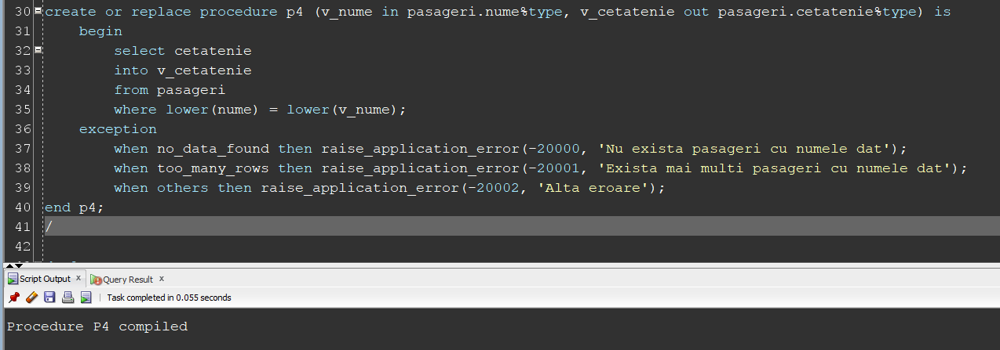 30 create or replace procedure p4 (v_nume in pasageri.nume%type, v_cetatenie out pasageri.cetatenie%type) is
31 begin
32 select cetatenie
33 into v_cetatenie
34 from pasageri
35 where lower(nume) = lower(v_nume);
36 exception
37 when no_data_found then raise_application_error(-20000, 'Nu exista pasageri cu numele dat');
38 when too_many_rows then raise_application_error(-20001, 'Exista mai multi pasageri cu numele dat');
39 when others then raise_application_error(-20002, 'Alta eroare');
40 end p4;
41 /
42
Script Output x Query Result x
Task completed in 0.055 seconds
Procedure P4 compiled